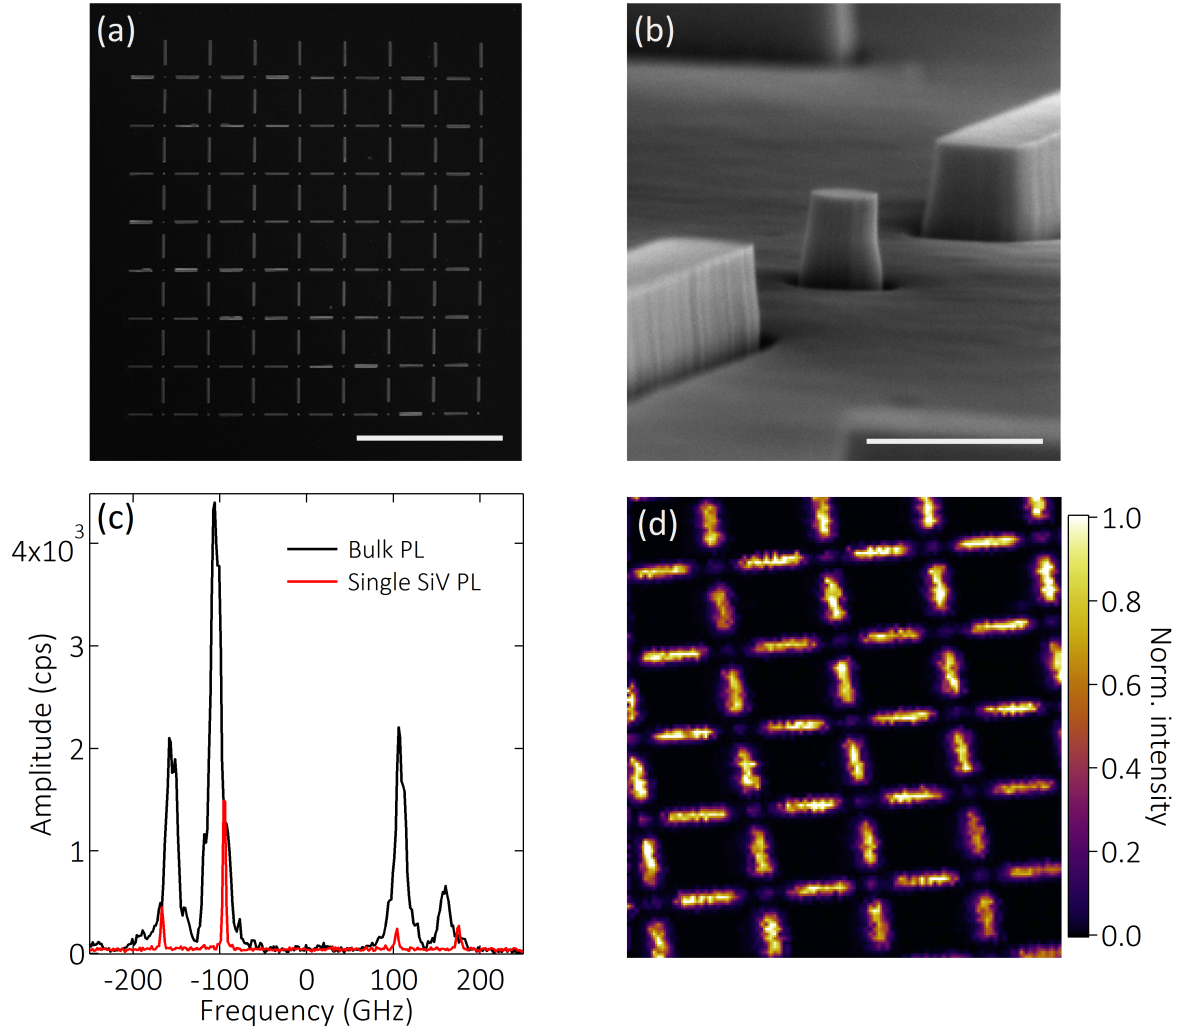 (a)
(b)
(c)
4x10³
3
2
1
0
-200
-100
0
100
200
Frequency (GHz)
Amplitude (cps)
Bulk PL
Single SiV PL
(d)
1.0
0.8
0.6
0.4
0.2
0.0
Norm. intensity